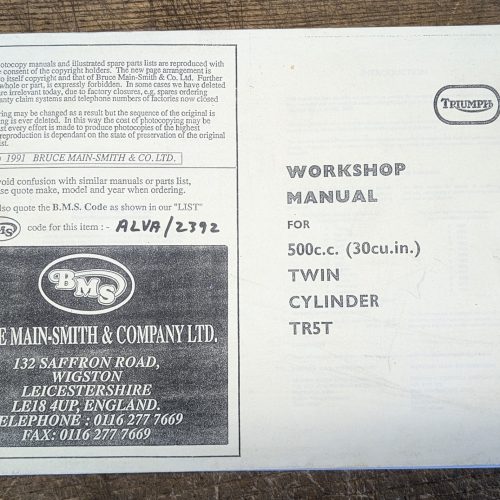 otocopy manuals and illustrated spare parts lists are reproduced with
e consent of the copyright holders. The new page arrangement is
o itself copyright and that of Bruce Main-Smith & Co Ltd. Further
whole or part, is expressly forbidden. In some cases we have deleted
are irrelevant today, due to factory closures, e.g. spares ordering
anty claim systems and telephone numbers of factories now closed
ring may be changed as a result but the sequence of the original is
ng is ever deleted. In this way the cost of photocopying may be
st every effort is made to produce photocopies of the highest
reproduction is dependant on the state of preservation of the original
st.
1991 BRUCE MAIN-SMITH & CO. LTD.
void confusion with similar manuals or parts list,
se quote make, model and year when ordering.
lso quote the B.M.S. Code as shown in our "LIST"
MS code for this item : - ALVA/2392
BMS
E MAIN-SMITH & COMPANY LTD.
132 SAFFRON ROAD,
WIGSTON
LEICESTERSHIRE
LE18 4UP, ENGLAND.
ELEPHONE : 0116 277 7669
FAX: 0116 277 7669
TRIUMPH
WORKSHOP
MANUAL
FOR
500c.c. (30cu.in.)
TWIN
CYLINDER
TR5T